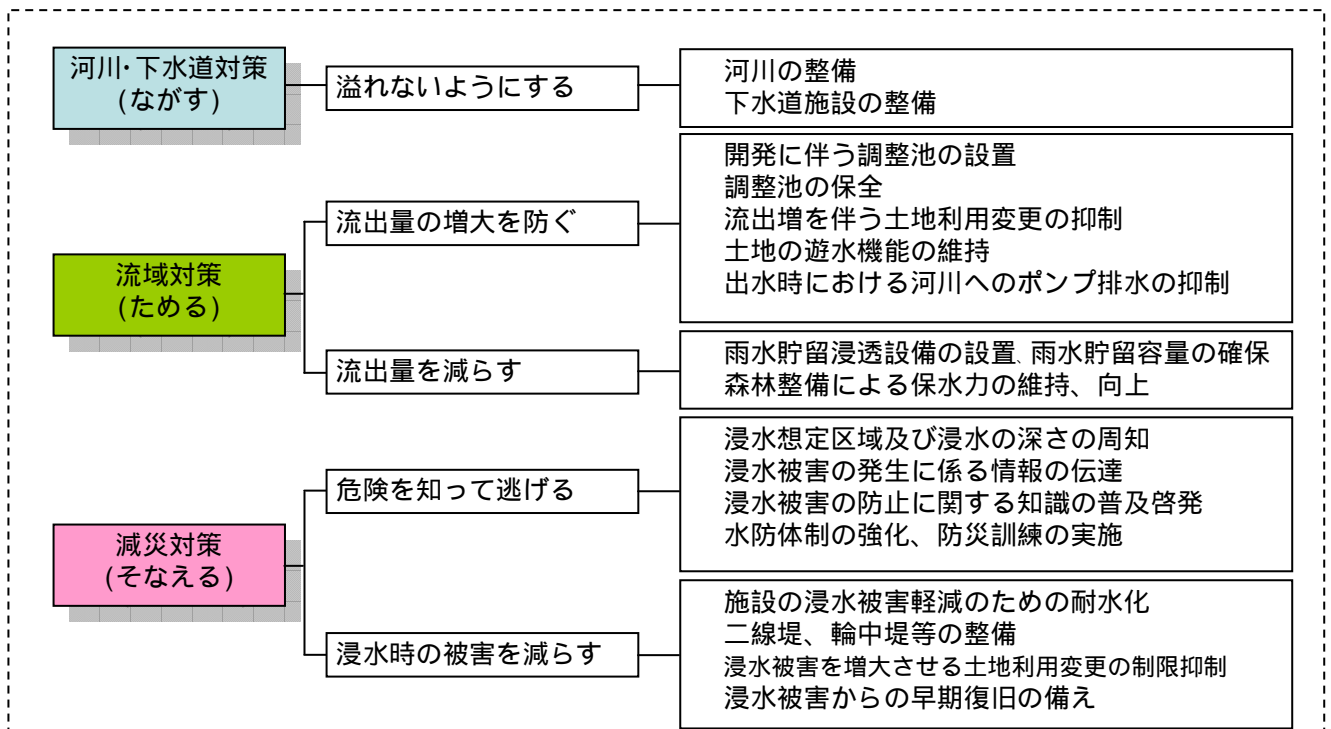 河川・下水道対策
(ながす)
溢れないようにする
河川の整備
下水道施設の整備
流域対策
(ためる)
流出量の増大を防ぐ
開発に伴う調整池の設置
調整池の保全
流出増を伴う土地利用変更の抑制
土地の遊水機能の維持
出水時における河川へのポンプ排水の抑制
流出量を減らす
雨水貯留浸透設備の設置、雨水貯留容量の確保
森林整備による保水力の維持、向上
減災対策
(そなえる)
危険を知って逃げる
浸水想定区域及び浸水の深さの周知
浸水被害の発生に係る情報の伝達
浸水被害の防止に関する知識の普及啓発
水防体制の強化、防災訓練の実施
浸水時の被害を減らす
施設の浸水被害軽減のための耐水化
二線堤、輪中堤等の整備
浸水被害を増大させる土地利用変更の制限抑制
浸水被害からの早期復旧の備え